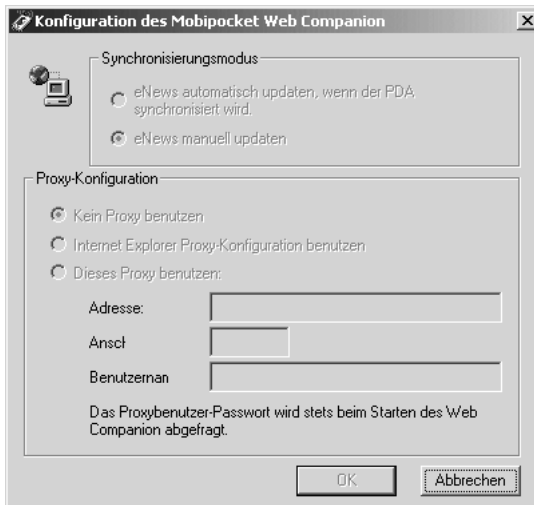 Konfiguration des Mobipocket Web Companion
Synchronisierungsmodus
eNews automatisch updaten, wenn der PDA
synchronisiert wird.
eNews manuell updaten
Proxy-Konfiguration
Kein Proxy benutzen
Internet Explorer Proxy-Konfiguration benutzen
Dieses Proxy benutzen:
Adresse:
Anscł
Benutzernan
Das Proxybenutzer-Passwort wird stets beim Starten des Web
Companion abgefragt.
OK
Abbrechen